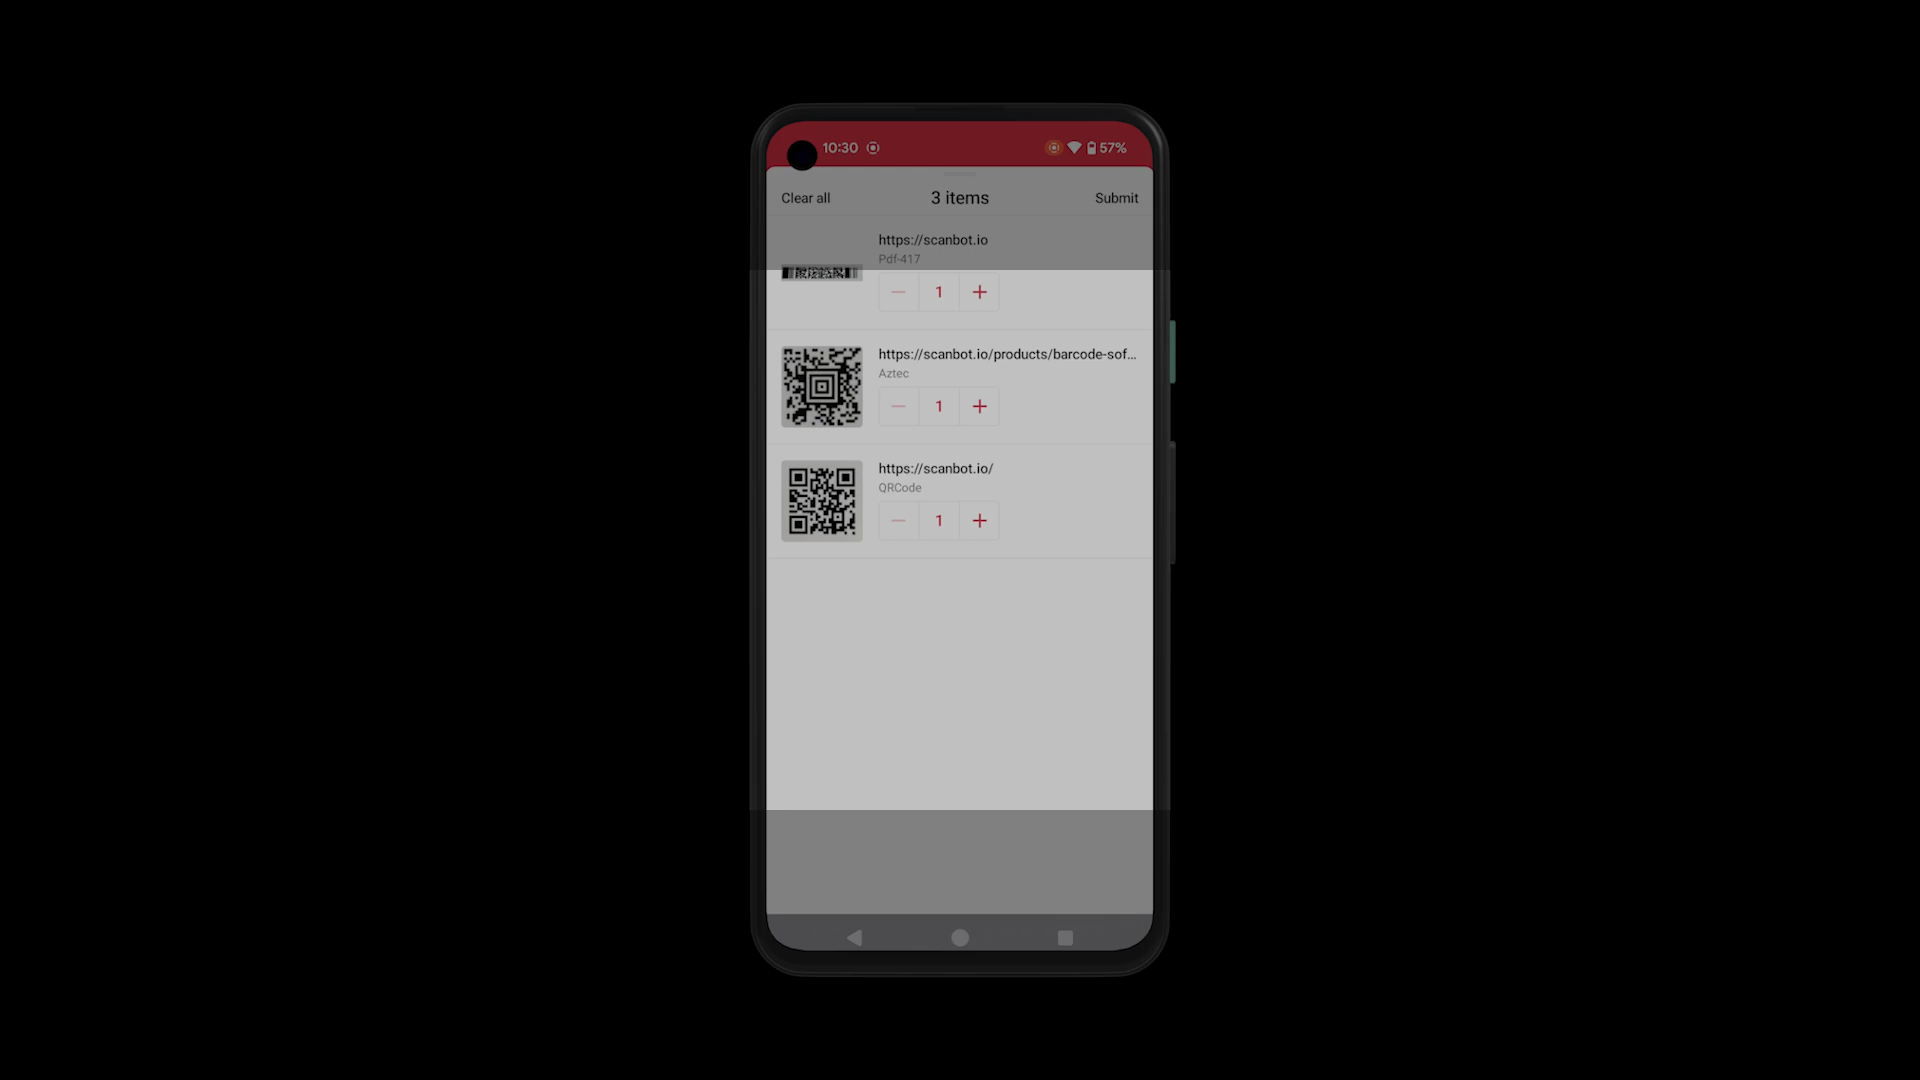 10:30 57%
Clear all 3 items Submit
https://scanbot.io
Pdf-417
1
https://scanbot.io/products/barcode-sof...
Aztec
1
https://scanbot.io/
QRCode
1